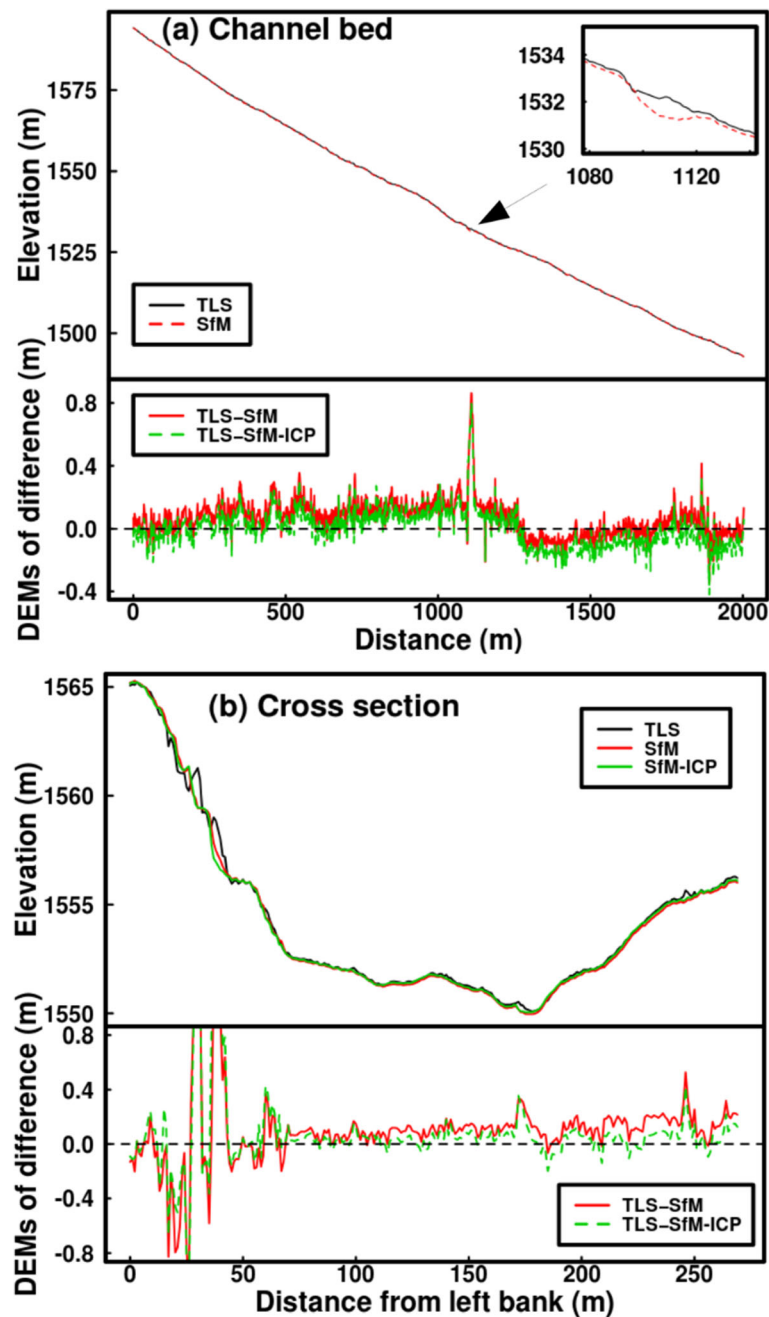 (a) Channel bed
Elevation (m)
1575
1550
1525
1500
1534
1532
1530
1080 1120
TLS
SfM
DEMs of difference (m)
0.8
0.4
0.0
-0.4
TLS–SfM
TLS–SfM-ICP
0 500 1000 1500 2000
Distance (m)
(b) Cross section
Elevation (m)
1565
1560
1555
1550
TLS
SfM
SfM-ICP
DEMs of difference (m)
0.8
0.4
0.0
-0.4
-0.8
TLS–SfM
TLS–SfM-ICP
0 50 100 150 200 250
Distance from left bank (m)